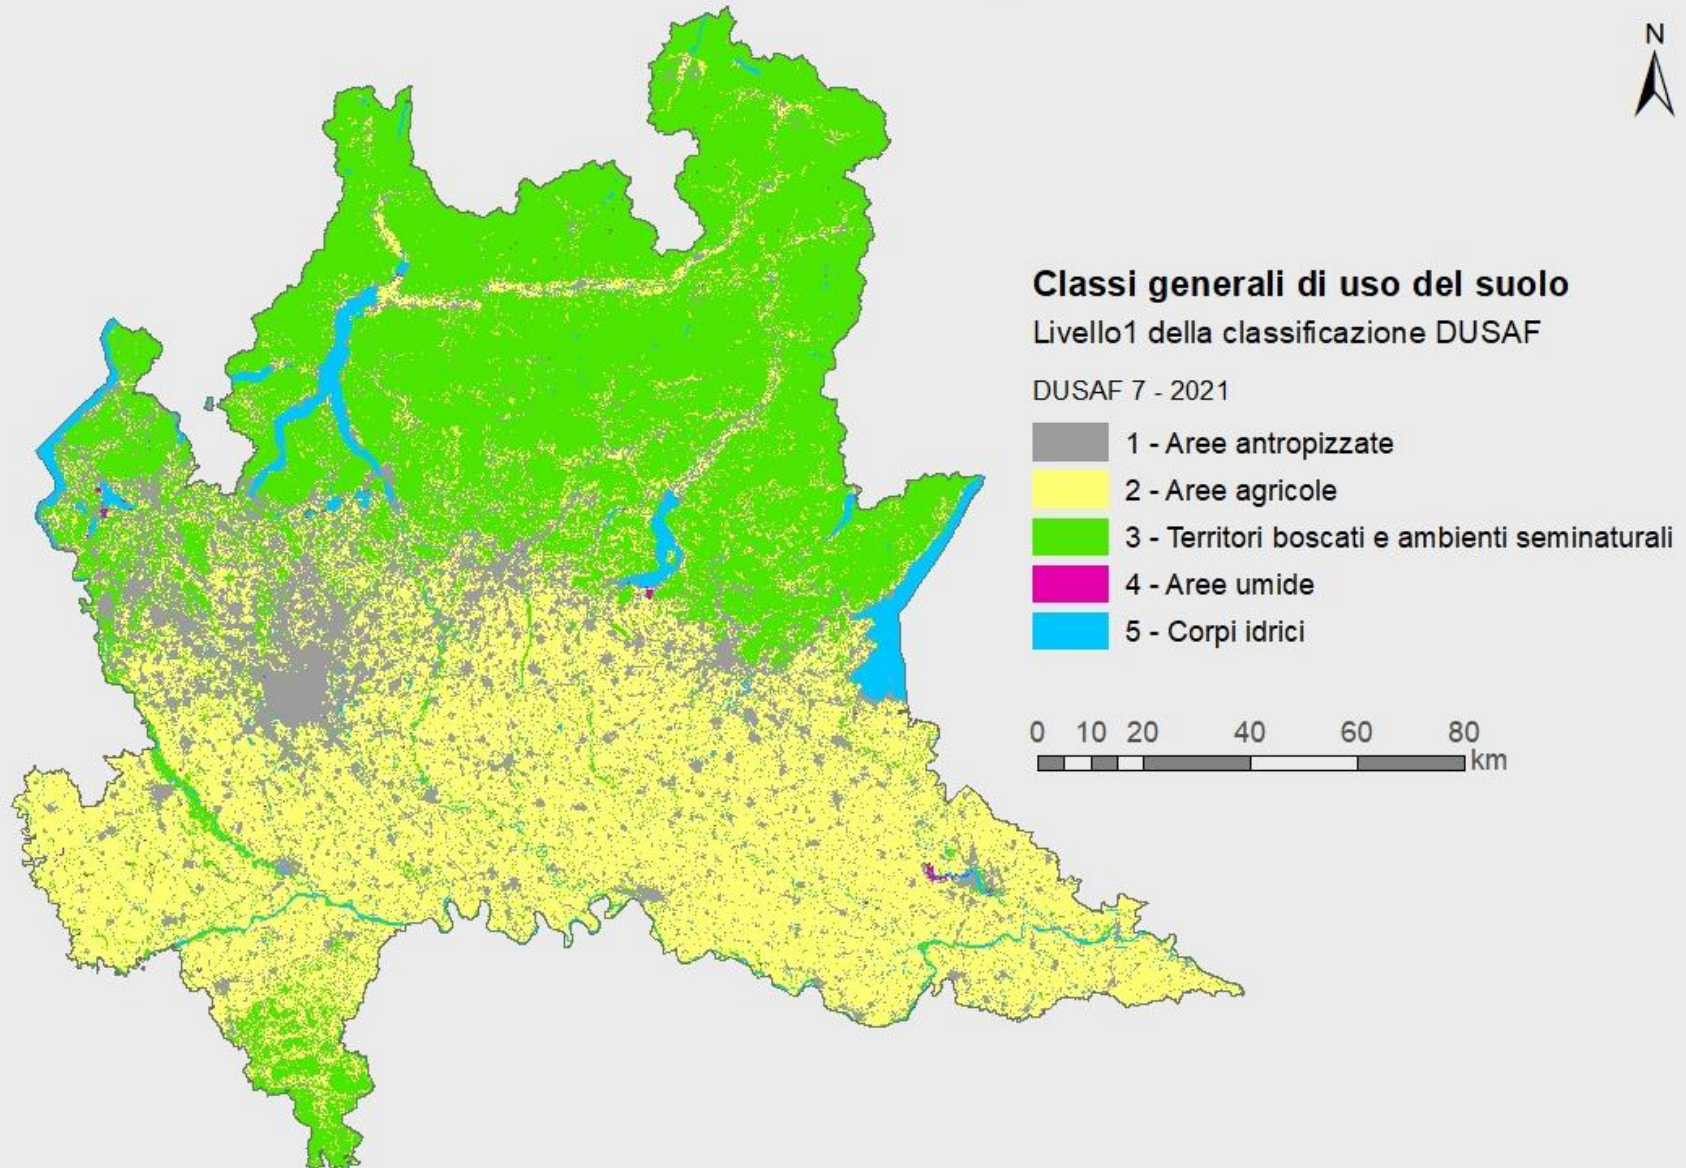 N
Classi generali di uso del suolo
Livello1 della classificazione DUSAF
DUSAF 7 - 2021
1 - Aree antropizzate
2 - Aree agricole
3 - Territori boscati e ambienti seminaturali
4 - Aree umide
5 - Corpi idrici
0 10 20 40 60 80
km